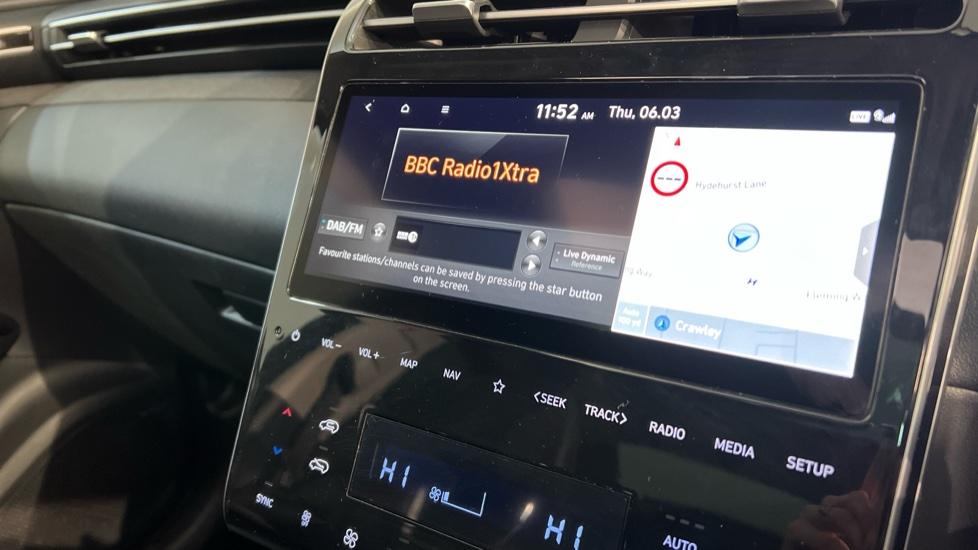 11:52 AM Thu, 06.03
LIVE
BBC Radio1Xtra
Hydehurst Lane
DAB/FM
Live Dynamic
Reference
Favourite stations/channels can be saved by pressing the star button
on the screen.
Auto
Crawley
VOL- VOL+ MAP NAV <SEEK TRACK> RADIO MEDIA SETUP
HI HI
SYNC
AUTO